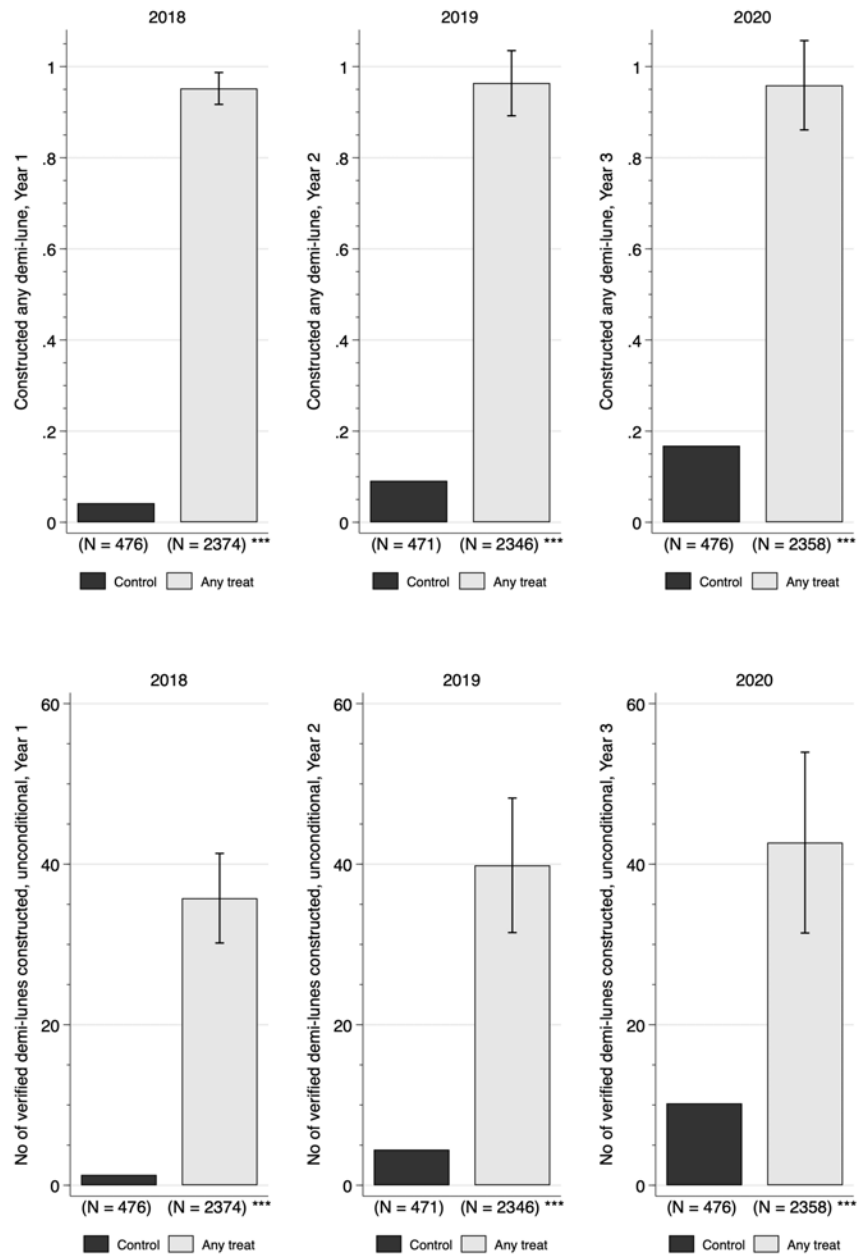 2018
2019
2020
Constructed any demi-lune, Year 1
1
.8
.6
.4
.2
0
(N = 476) (N = 2374) ***
Control Any treat
Constructed any demi-lune, Year 2
1
.8
.6
.4
.2
0
(N = 471) (N = 2346) ***
Control Any treat
Constructed any demi-lune, Year 3
1
.8
.6
.4
.2
0
(N = 476) (N = 2358) ***
Control Any treat
2018
2019
2020
No of verified demi-lunes constructed, unconditional, Year 1
60
40
20
0
(N = 476) (N = 2374) ***
Control Any treat
No of verified demi-lunes constructed, unconditional, Year 2
60
40
20
0
(N = 471) (N = 2346) ***
Control Any treat
No of verified demi-lunes constructed, unconditional, Year 3
60
40
20
0
(N = 476) (N = 2358) ***
Control Any treat